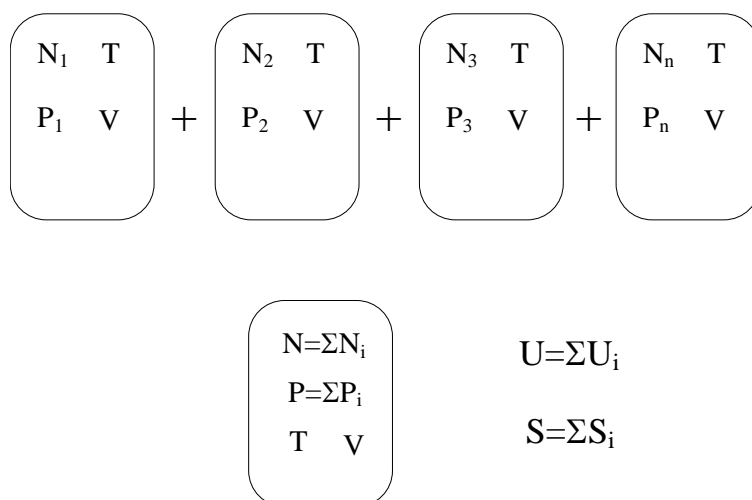 N₁ T N₂ T N₃ T Nₙ T
P₁ V + P₂ V + P₃ V + Pₙ V
N=ΣNᵢ
P=ΣPᵢ
T V
U=ΣUᵢ
S=ΣSᵢ